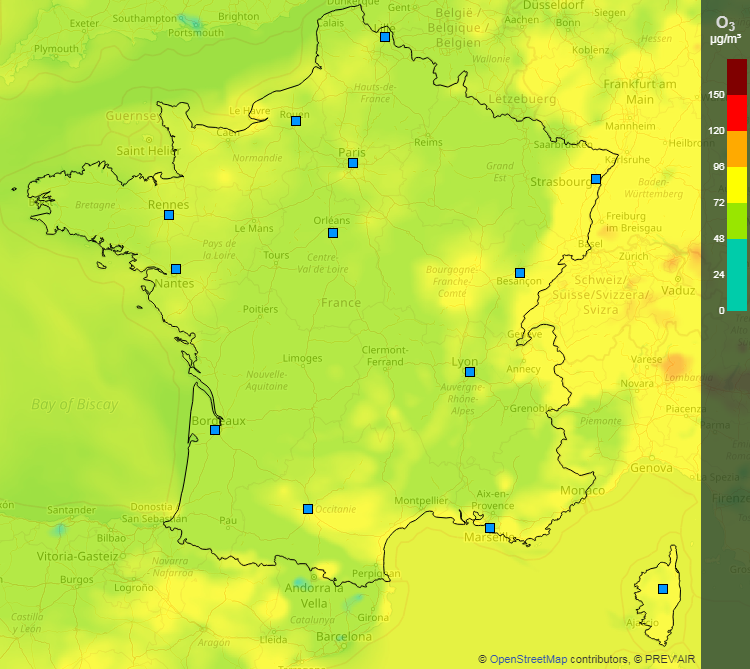 Dunkerque
Gent
Düsseldorf
Southampton
Brighton
Calais
België /
Aachen
Siegen
Exeter
Belgique /
Bonn
O₃
Portsmouth
Lille
Belgien
Hessen
µg/m³
Plymouth
Koblenz
Wallonie
Frankfurt am
Main
Hauts-de-
France
Letzebuerg
150
Guernsey
Le Havre
Rouen
Mannheim
120
Caen
Reims
Saarbrücken
Heilbronn
Saint Helier
Paris
Karlsruhe
Normandie
Grand
Est
96
Strasbourg
Baden-
Württemberg
Bretagne
Rennes
72
Orléans
Freiburg
im Breisgau
Le Mans
48
Pays de
la Loire
Basel
Tours
Centre-
Val de Loire
Zürich
Bourgogne-
Franche-
Comté
24
Nantes
Besançon
Schweiz/
Suisse/Svizzera/
Svizra
Vaduz
France
0
Poitiers
Genève
Limoges
Clermont-
Ferrand
Lyon
Annecy
Varese
Nouvelle-
Aquitaine
Lombardia
Auvergne-
Rhône-
Alpes
Novara
Bay of Biscay
Grenoble
Piacenza
Bordeaux
Piemonte
Parma
Genova
La Spezia
Monaco
Montpellier
Aix-en-
Provence
Firenze
Santander
Donostia /
San Sebastián
Occitanie
Pau
Bilbao
Marseille
Vitoria-Gasteiz
Navarra
- Nafarroa
Perpignan
Burgos
Logroño
Andorra la
Vella
Castilla
y León
Girona
Catalunya
Ajaccio
Aragón
Lleida
Barcelona
Tarragona
© OpenStreetMap contributors, © PREV'AIR